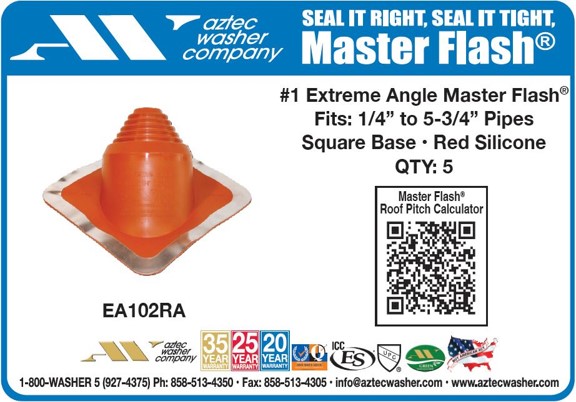 aztec
washer
company
SEAL IT RIGHT, SEAL IT TIGHT,
Master Flash®
#1 Extreme Angle Master Flash®
Fits: 1/4” to 5-3/4” Pipes
Square Base • Red Silicone
QTY: 5
Master Flash®
Roof Pitch Calculator
EA102RA
aztec
washer
company
35
YEAR
WARRANTY
25
YEAR
WARRANTY
20
YEAR
WARRANTY
ICC
ES
UPC
1-800-WASHER 5 (927-4375) Ph: 858-513-4350 • Fax: 858-513-4305 • info@aztecwasher.com • www.aztecwasher.com